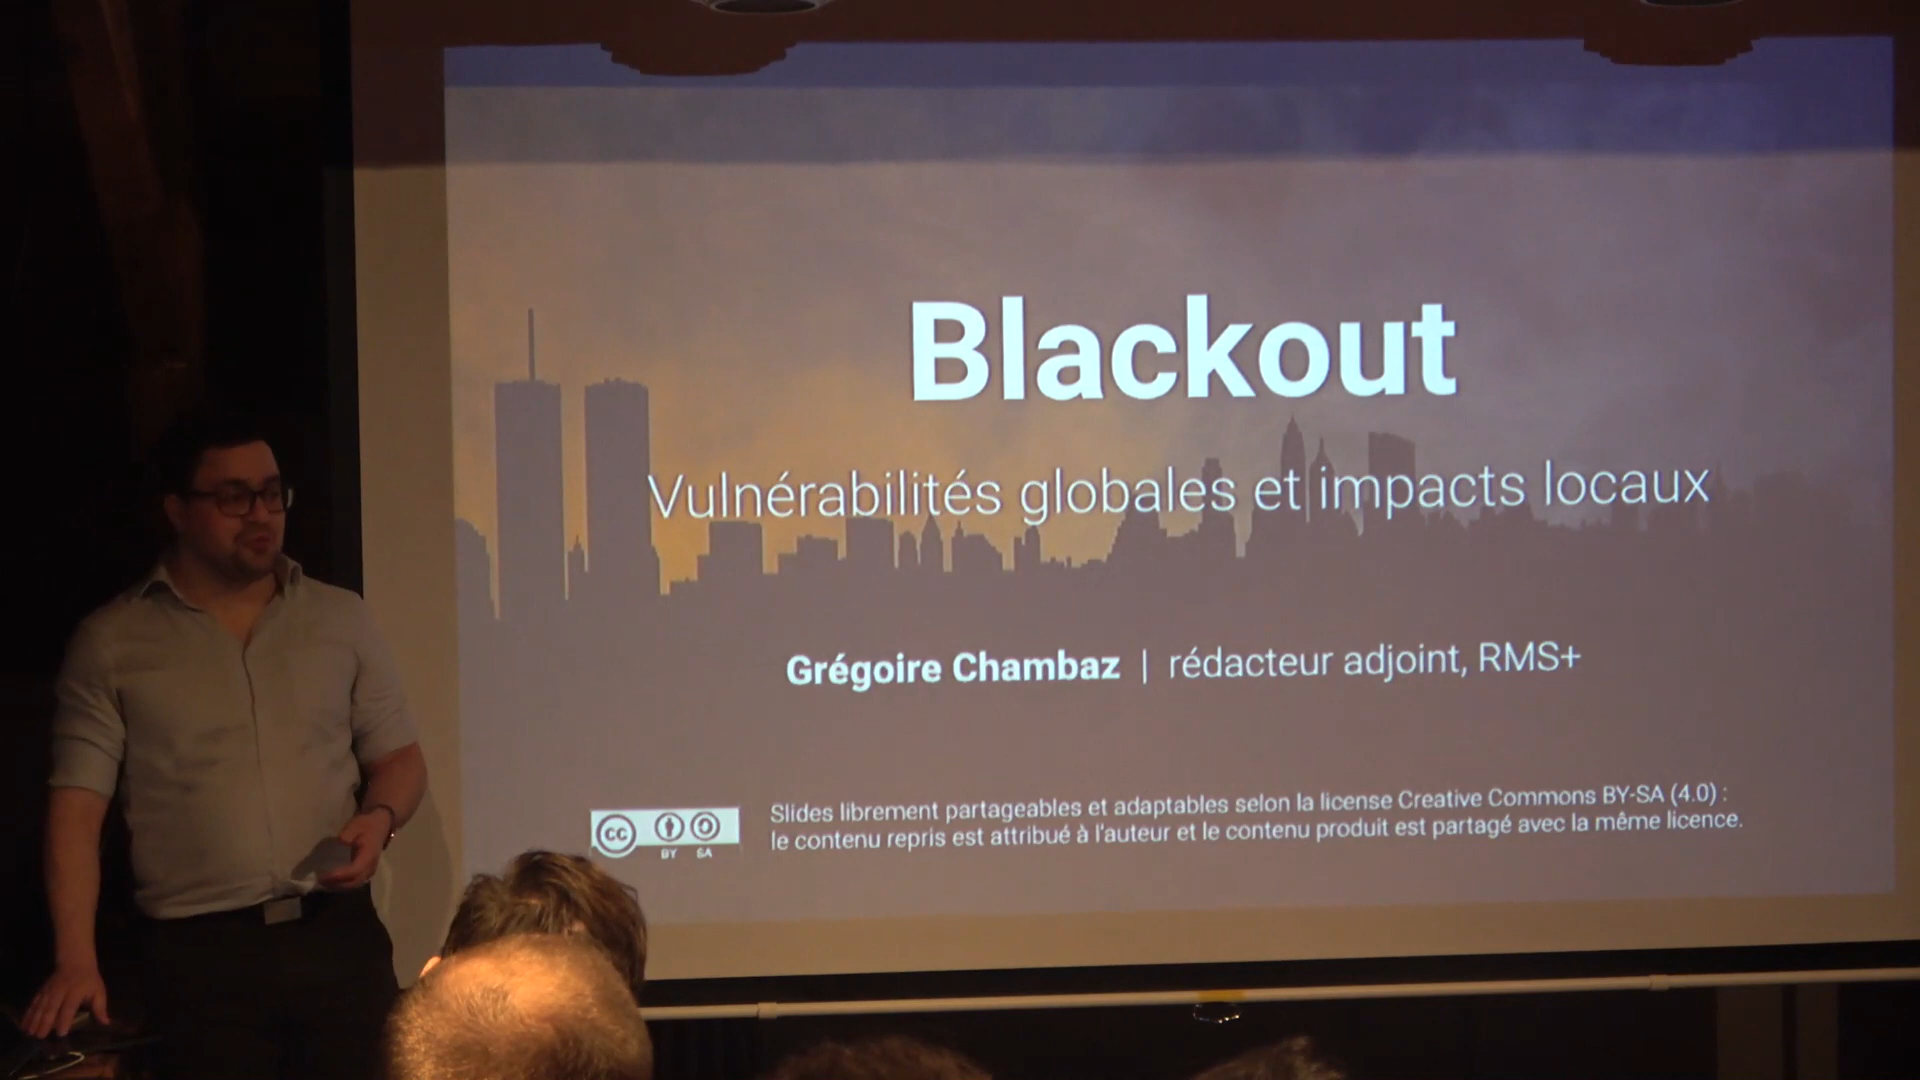 Blackout
Vulnérabilités globales et impacts locaux
Grégoire Chambaz | rédacteur adjoint, RMS+
cc
BY SA
Slides librement partageables et adaptables selon la license Creative Commons BY-SA (4.0) :
le contenu repris est attribué à l'auteur et le contenu produit est partagé avec la même licence.